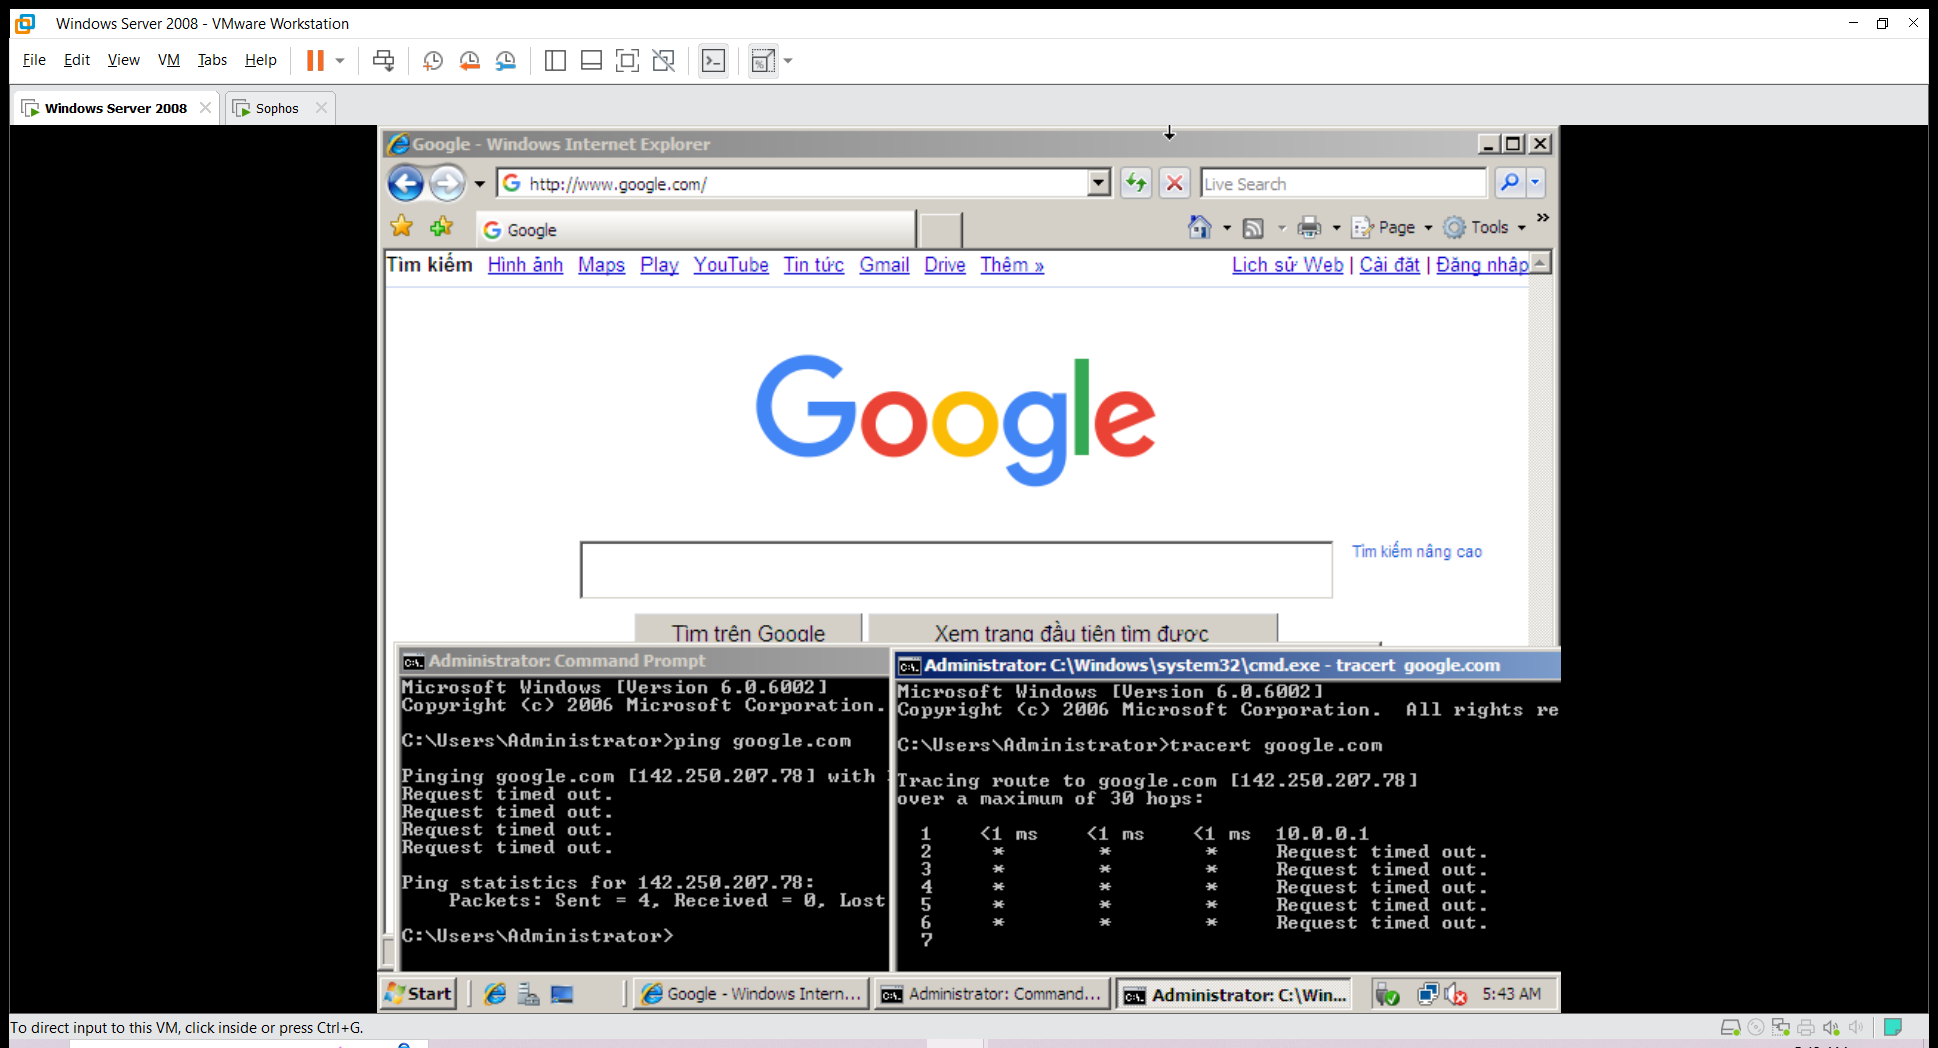 Windows Server 2008 - VMware Workstation
File Edit View VM Tabs Help
Windows Server 2008 Sophos
Google - Windows Internet Explorer
http://www.google.com/ Live Search
Google Page Tools
Tìm kiếm Hình ảnh Maps Play YouTube Tin tức Gmail Drive Thêm » Lịch sử Web | Cài đặt | Đăng nhập
Google
Tìm kiếm nâng cao
Tìm trên Google Xem trang đầu tiên tìm được
Administrator: Command Prompt
Microsoft Windows [Version 6.0.6002]
Copyright (c) 2006 Microsoft Corporation.
C:\Users\Administrator>ping google.com
Pinging google.com [142.250.207.78] with
Request timed out.
Request timed out.
Request timed out.
Request timed out.
Ping statistics for 142.250.207.78:
Packets: Sent = 4, Received = 0, Lost
C:\Users\Administrator>
Administrator: C:\Windows\system32\cmd.exe - tracert google.com
Microsoft Windows [Version 6.0.6002]
Copyright (c) 2006 Microsoft Corporation. All rights re
C:\Users\Administrator>tracert google.com
Tracing route to google.com [142.250.207.78]
over a maximum of 30 hops:
1 <1 ms <1 ms <1 ms 10.0.0.1
2 * * * Request timed out.
3 * * * Request timed out.
4 * * * Request timed out.
5 * * * Request timed out.
6 * * * Request timed out.
7
Start Google - Windows Intern... Administrator: Command... Administrator: C:\Win... 5:43 AM
To direct input to this VM, click inside or press Ctrl+G.